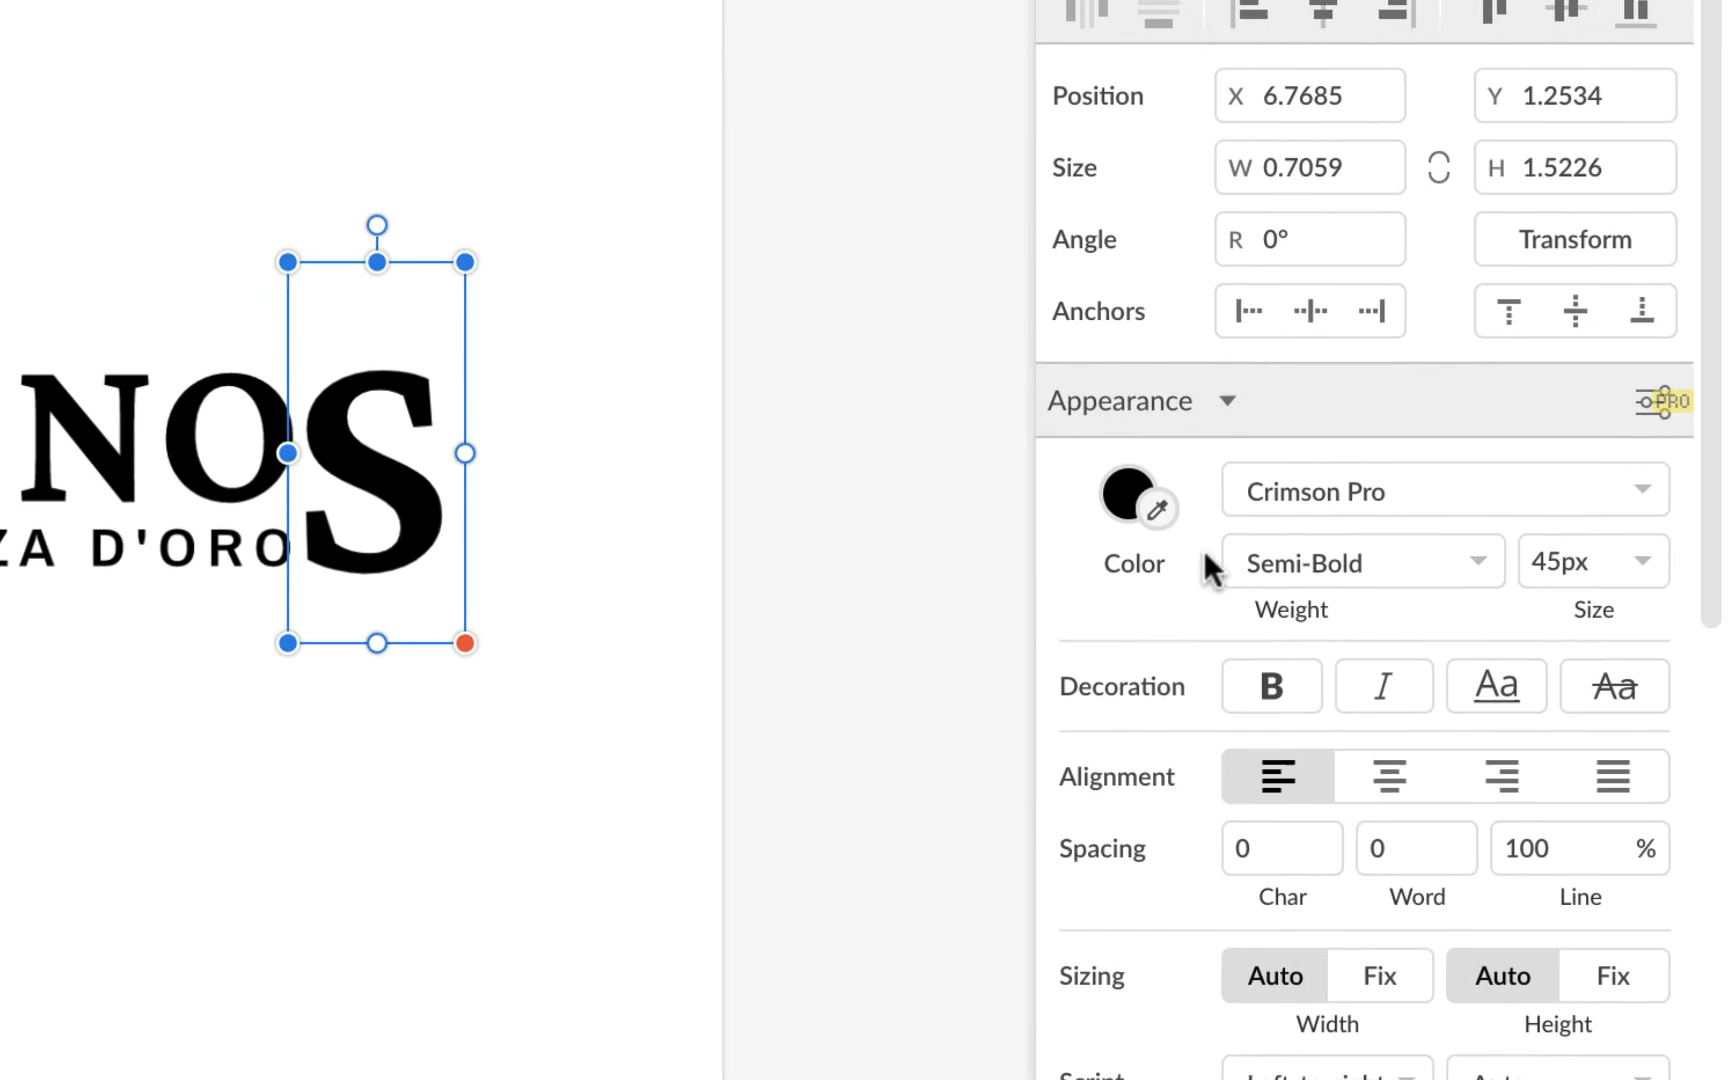 Position X 6.7685 Y 1.2534
Size W 0.7059 H 1.5226
Angle R 0° Transform
Anchors
NOS
ZA D'ORO
Appearance PRO
Crimson Pro
Color Semi-Bold 45px
Weight Size
Decoration B I Aa Aa
Alignment
Spacing 0 0 100 %
Char Word Line
Sizing Auto Fix Auto Fix
Width Height